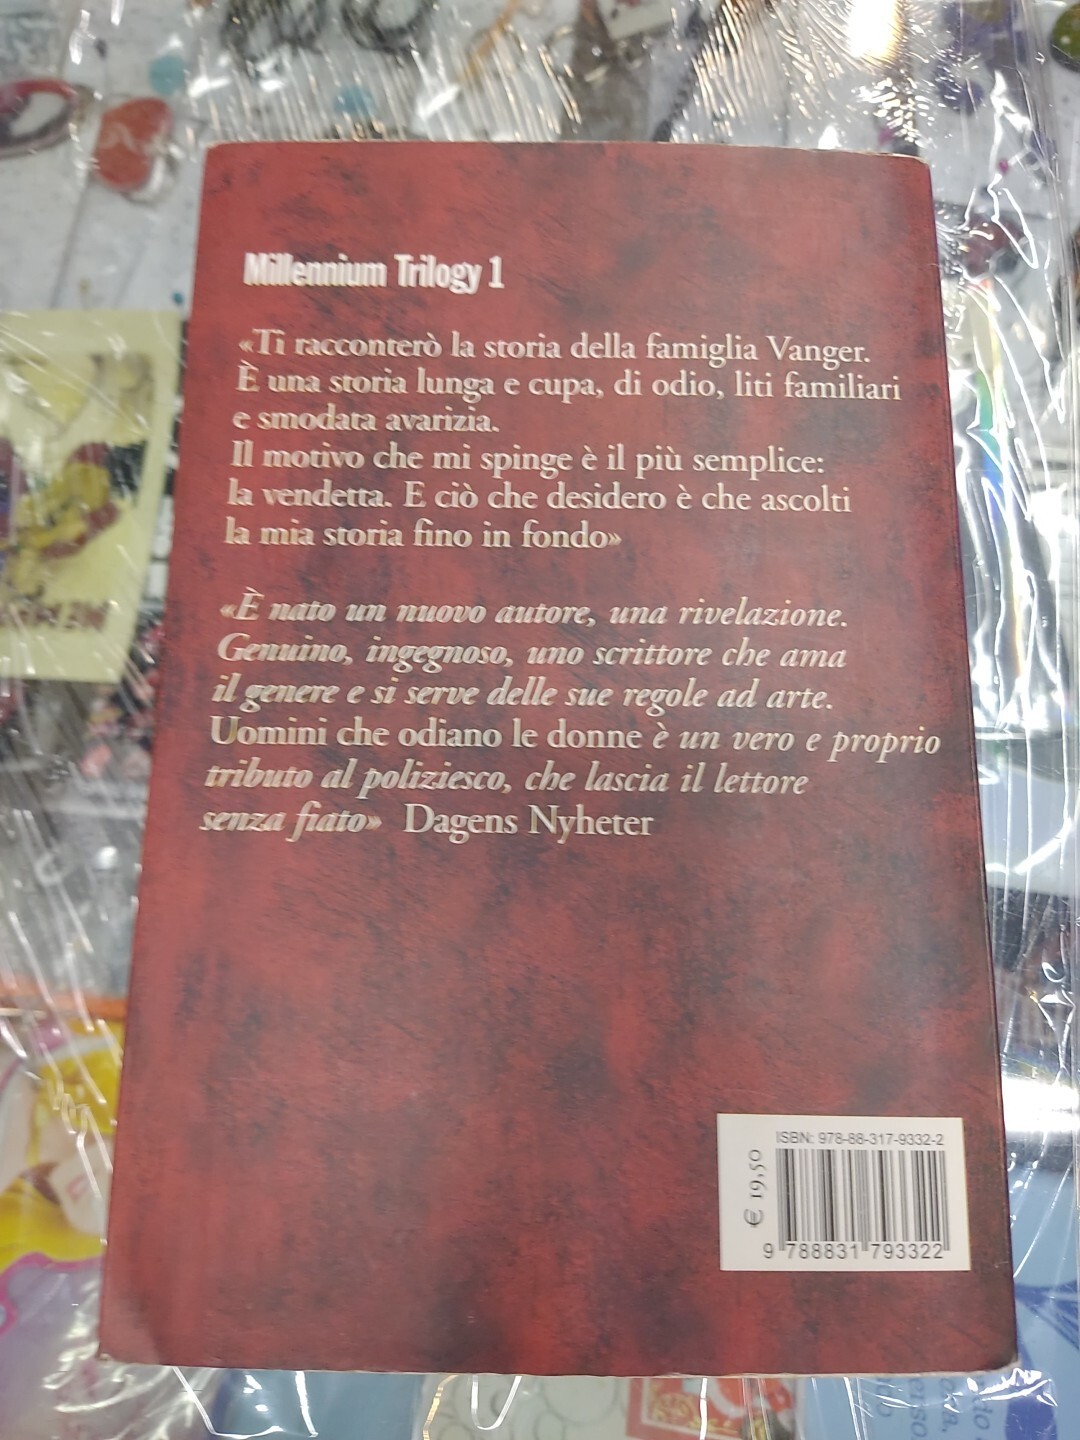 Millennium Trilogy 1
«Ti racconterò la storia della famiglia Vanger.
È una storia lunga e cupa, di odio, liti familiari
e smodata avarizia.
Il motivo che mi spinge è il più semplice:
la vendetta. E ciò che desidero è che ascolti
la mia storia fino in fondo»
«È nato un nuovo autore, una rivelazione.
Genuino, ingegnoso, uno scrittore che ama
il genere e si serve delle sue regole ad arte.
Uomini che odiano le donne è un vero e proprio
tributo al poliziesco, che lascia il lettore
senza fiato» Dagens Nyheter
ISBN: 978-88-317-9332-2
€ 19,50
9 788831 793322